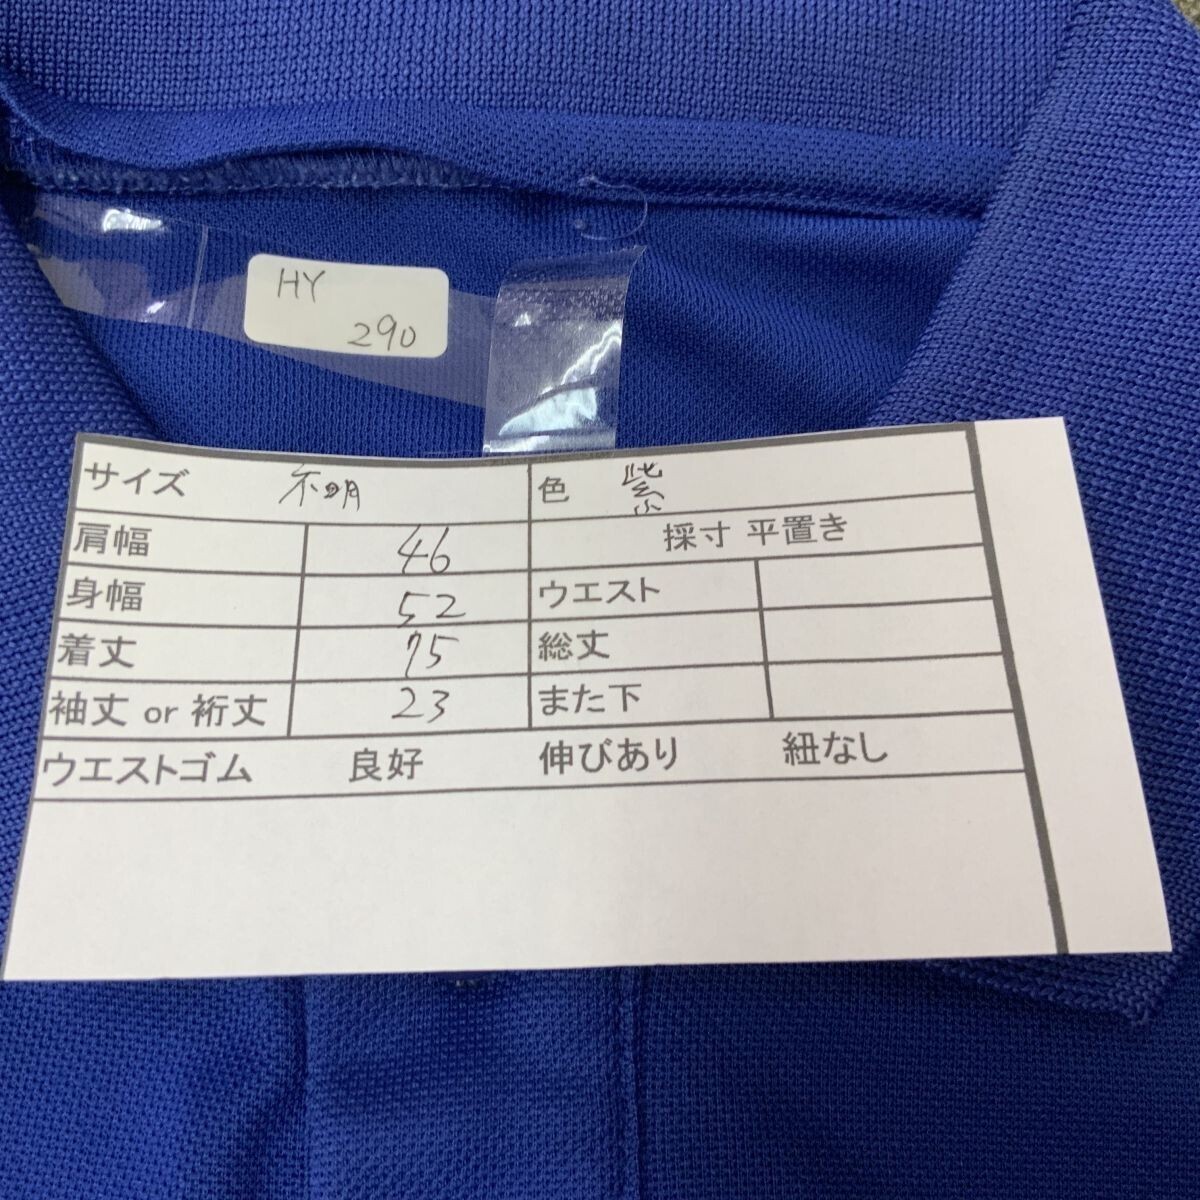 HY
290
サイズ 不明 色 紫
肩幅 46 採寸 平置き
身幅 52 ウエスト
着丈 75 総丈
袖丈 or 裄丈 23 また下
ウエストゴム 良好 伸びあり 紐なし